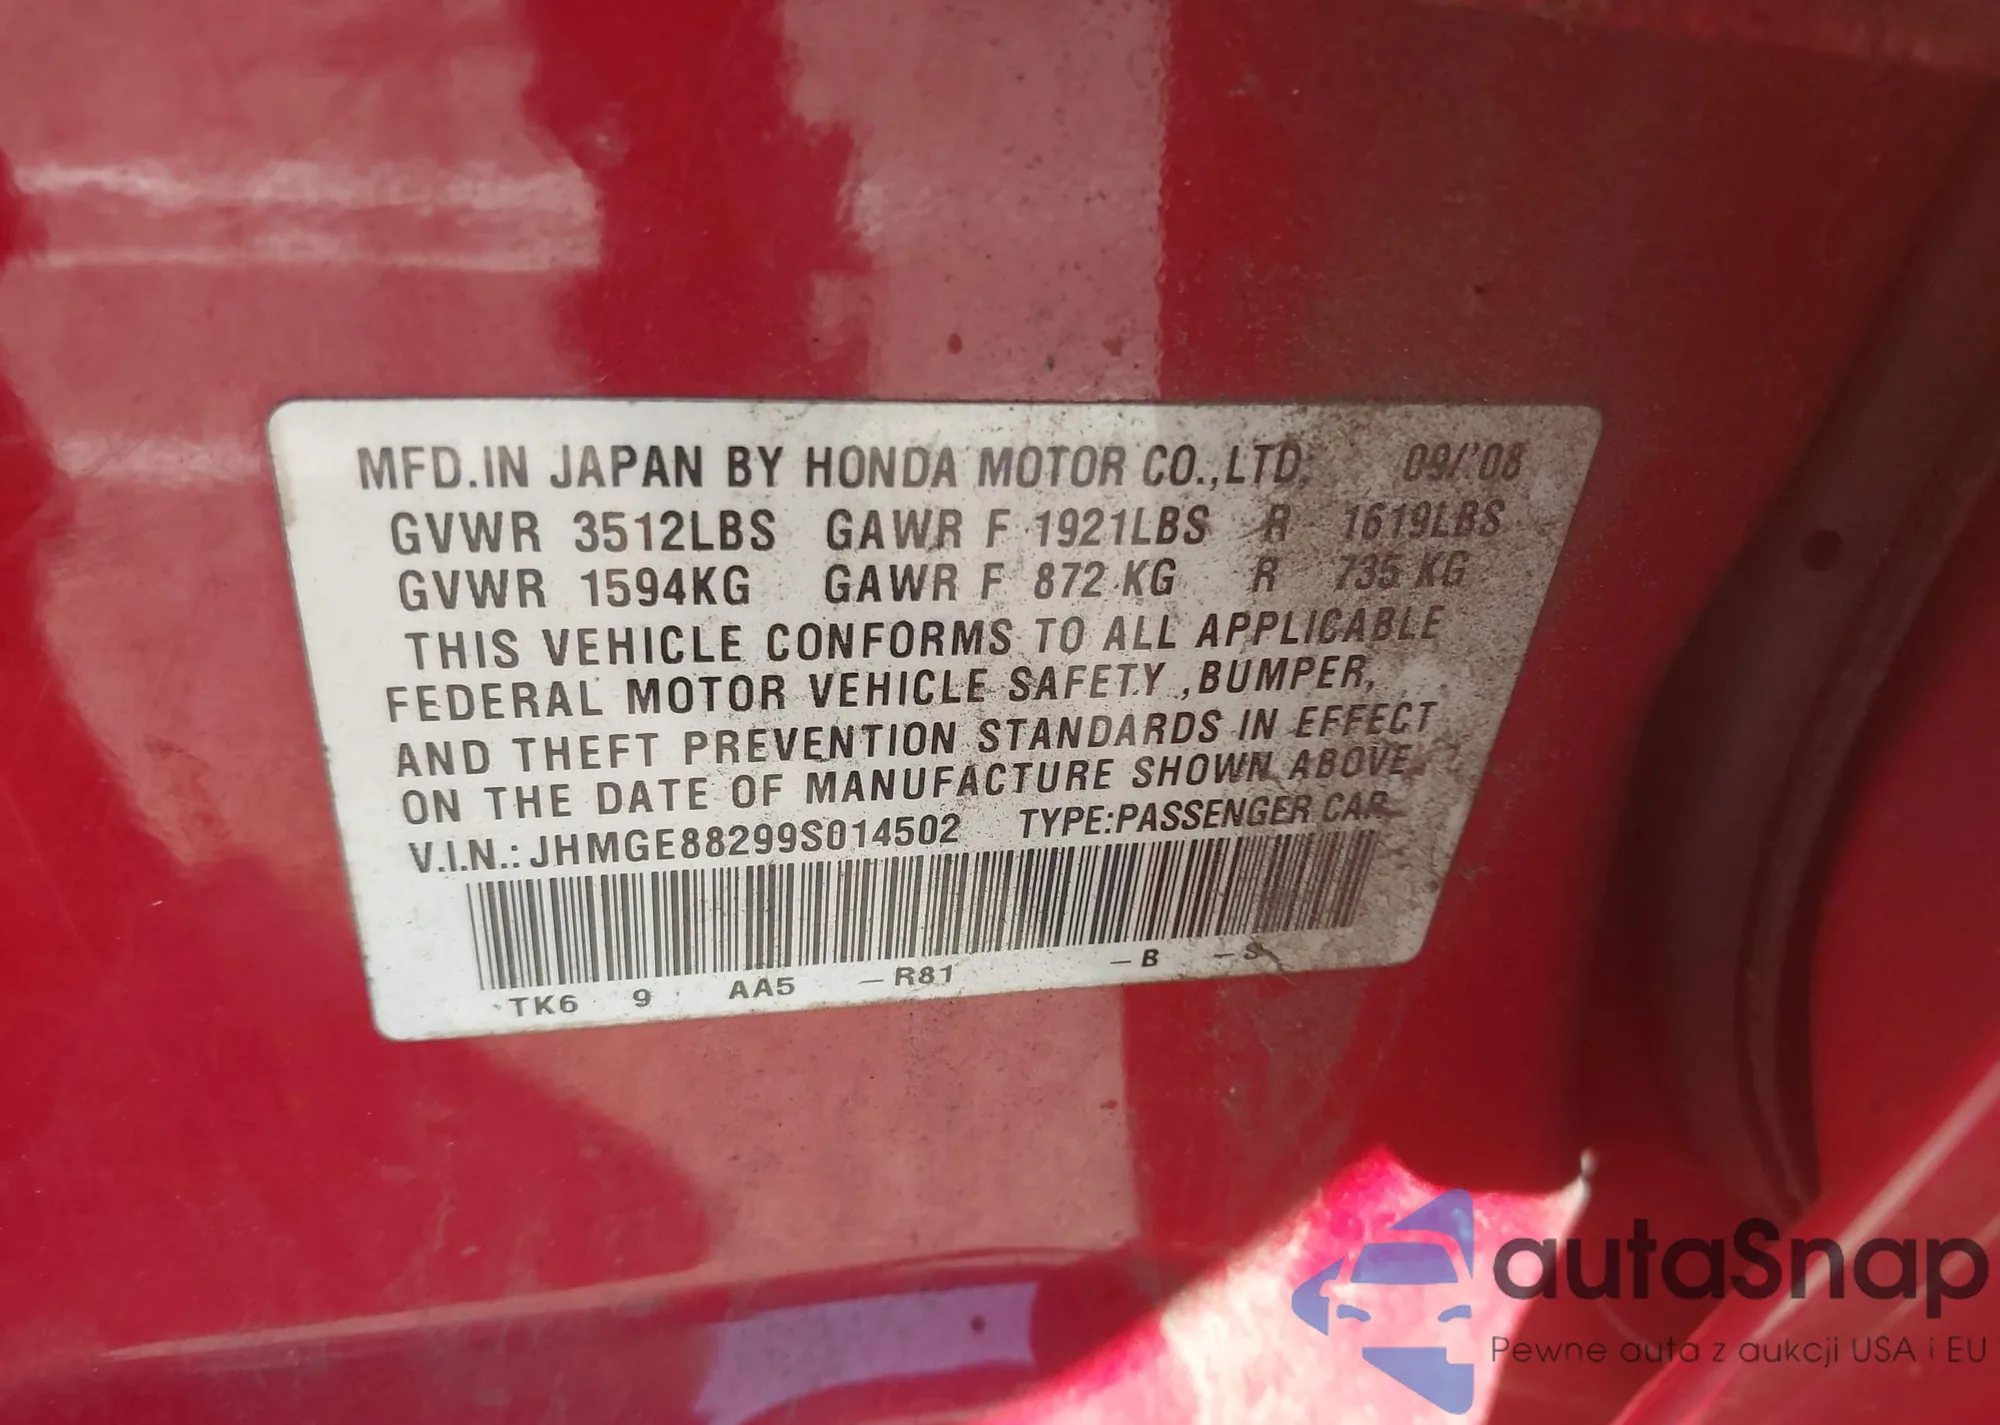 MFD.IN JAPAN BY HONDA MOTOR CO.,LTD. 09/'08
GVWR 3512LBS GAWR F 1921LBS R 1619LBS
GVWR 1594KG GAWR F 872 KG R 735 KG
THIS VEHICLE CONFORMS TO ALL APPLICABLE
FEDERAL MOTOR VEHICLE SAFETY ,BUMPER,
AND THEFT PREVENTION STANDARDS IN EFFECT
ON THE DATE OF MANUFACTURE SHOWN ABOVE.
V.I.N.: JHMGE88299S014502 TYPE:PASSENGER CAR
TK6 9 AA5 –R81 –B –S
autaSnap
Pewne auta z aukcji USA i EU